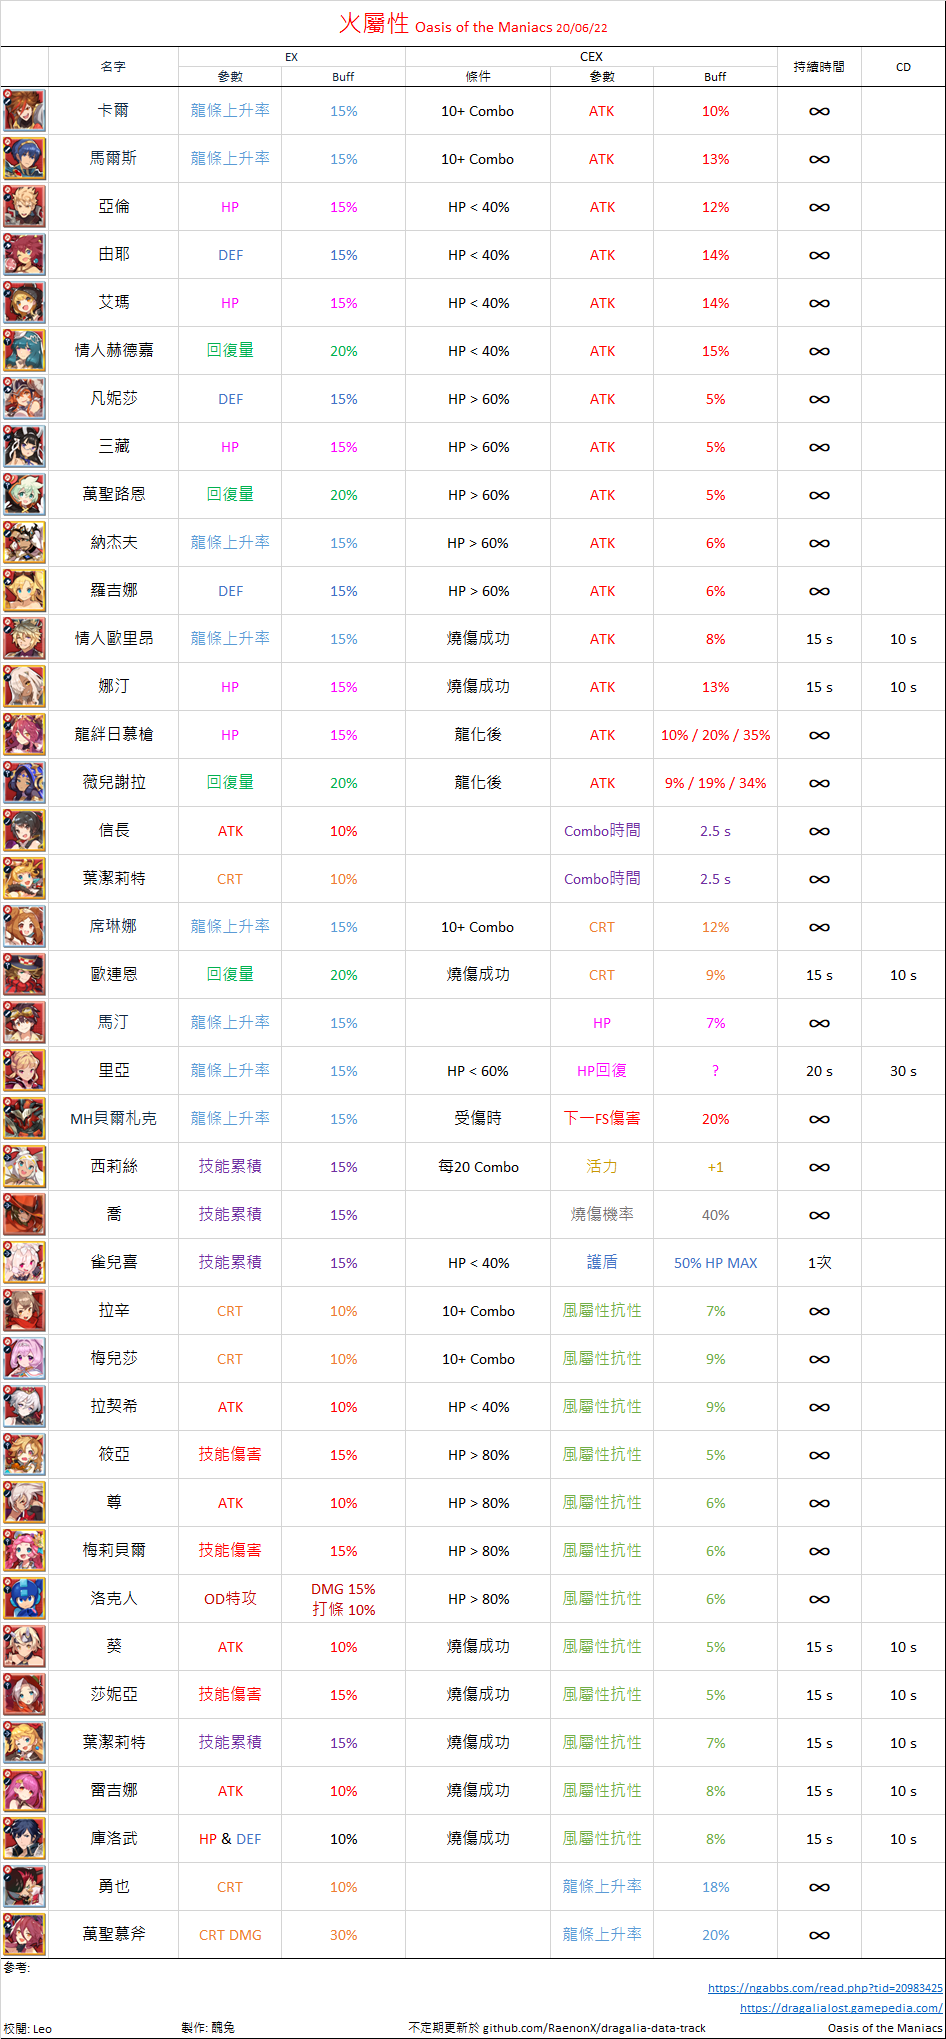 火屬性 Oasis of the Maniacs 20/06/22
名字 EX CEX 持續時間 CD
參數 Buff 條件 參數 Buff
卡爾 龍條上升率 15% 10+ Combo ATK 10% ∞
馬爾斯 龍條上升率 15% 10+ Combo ATK 13% ∞
亞倫 HP 15% HP < 40% ATK 12% ∞
由耶 DEF 15% HP < 40% ATK 14% ∞
艾瑪 HP 15% HP < 40% ATK 14% ∞
情人赫德嘉 回復量 20% HP < 40% ATK 15% ∞
凡妮莎 DEF 15% HP > 60% ATK 5% ∞
三藏 HP 15% HP > 60% ATK 5% ∞
萬聖路恩 回復量 20% HP > 60% ATK 5% ∞
納杰夫 龍條上升率 15% HP > 60% ATK 6% ∞
羅吉娜 DEF 15% HP > 60% ATK 6% ∞
情人歐里昂 龍條上升率 15% 燒傷成功 ATK 8% 15 s 10 s
娜汀 HP 15% 燒傷成功 ATK 13% 15 s 10 s
龍絆日慕槍 HP 15% 龍化後 ATK 10% / 20% / 35% ∞
薇兒謝拉 回復量 20% 龍化後 ATK 9% / 19% / 34% ∞
信長 ATK 10% Combo時間 2.5 s ∞
葉潔莉特 CRT 10% Combo時間 2.5 s ∞
席琳娜 龍條上升率 15% 10+ Combo CRT 12% ∞
歐連恩 回復量 20% 燒傷成功 CRT 9% 15 s 10 s
馬汀 龍條上升率 15% HP 7% ∞
里亞 龍條上升率 15% HP < 60% HP回復 ? 20 s 30 s
MH貝爾札克 龍條上升率 15% 受傷時 下一FS傷害 20% ∞
西莉絲 技能累積 15% 每20 Combo 活力 +1 ∞
喬 技能累積 15% 燒傷機率 40% ∞
雀兒喜 技能累積 15% HP < 40% 護盾 50% HP MAX 1次
拉辛 CRT 10% 10+ Combo 風屬性抗性 7% ∞
梅兒莎 CRT 10% 10+ Combo 風屬性抗性 9% ∞
拉契希 ATK 10% HP < 40% 風屬性抗性 9% ∞
筱亞 技能傷害 15% HP > 80% 風屬性抗性 5% ∞
尊 ATK 10% HP > 80% 風屬性抗性 6% ∞
梅莉貝爾 技能傷害 15% HP > 80% 風屬性抗性 6% ∞
洛克人 OD特攻 DMG 15% 打條 10% HP > 80% 風屬性抗性 6% ∞
葵 ATK 10% 燒傷成功 風屬性抗性 5% 15 s 10 s
莎妮亞 技能傷害 15% 燒傷成功 風屬性抗性 5% 15 s 10 s
葉潔莉特 技能累積 15% 燒傷成功 風屬性抗性 7% 15 s 10 s
雷吉娜 ATK 10% 燒傷成功 風屬性抗性 8% 15 s 10 s
庫洛武 HP & DEF 10% 燒傷成功 風屬性抗性 8% 15 s 10 s
勇也 CRT 10% 龍條上升率 18% ∞
萬聖慕斧 CRT DMG 30% 龍條上升率 20% ∞
參考:
https://ngabbs.com/read.php?tid=20983425
https://dragalialost.gamepedia.com/
校閱: Leo 製作: 醜兔 不定期更新於 github.com/RaenonX/dragalia-data-track Oasis of the Maniacs